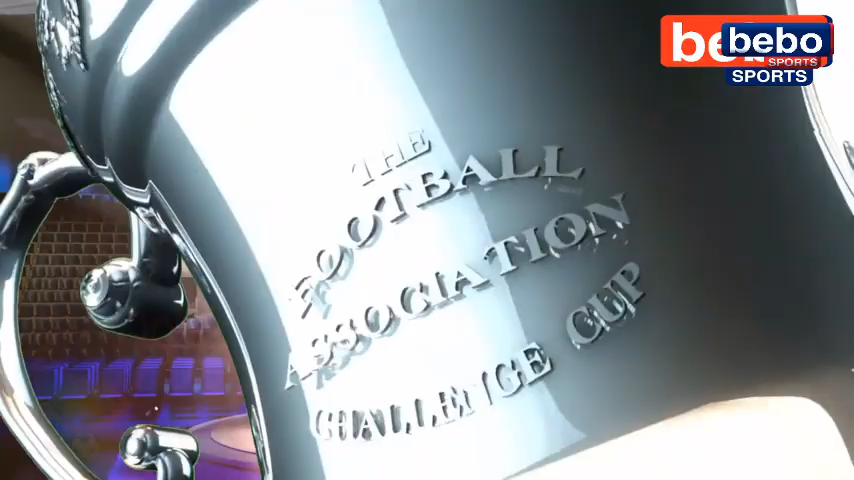 bebo
SPORTS
SPORTS
THE
FOOTBALL
ASSOCIATION
CHALLENGE CUP